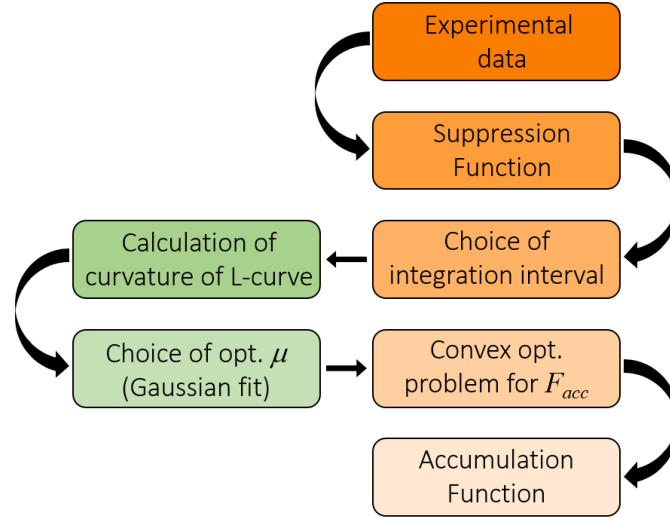 Experimental
data
Suppression
Function
Calculation of
curvature of L-curve
Choice of
integration interval
Choice of opt. μ
(Gaussian fit)
Convex opt.
problem for F_acc
Accumulation
Function